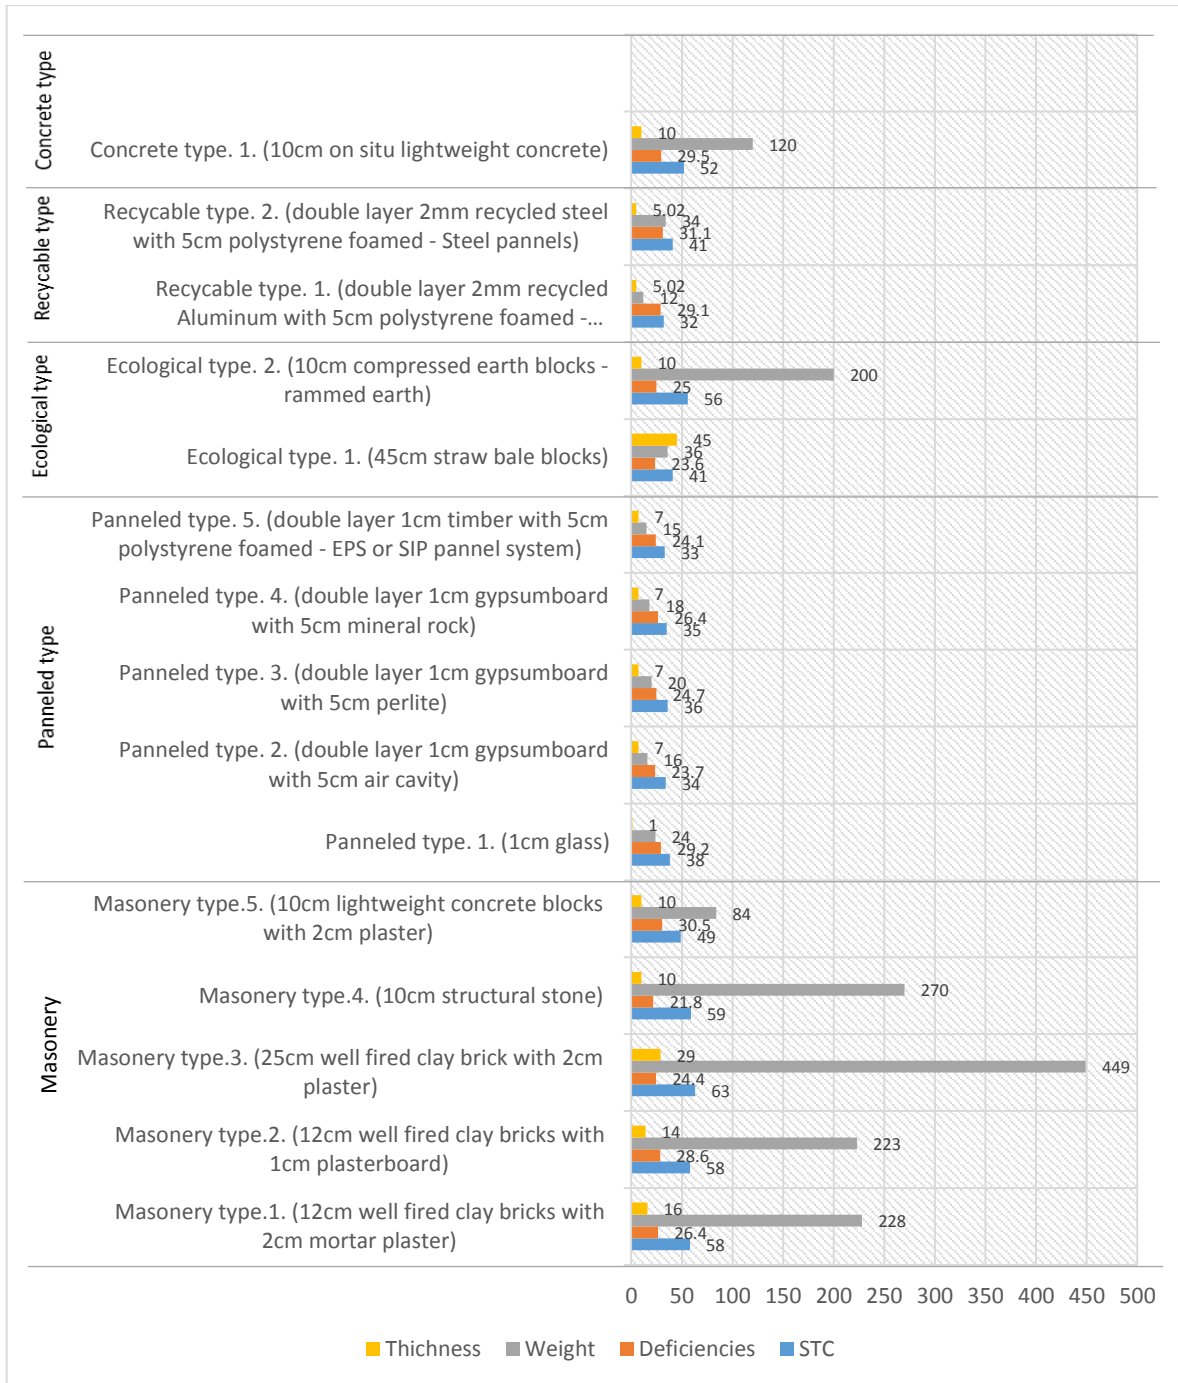 Concrete type
Concrete type. 1. (10cm on situ lightweight concrete)
10
120
29.5
52
Recycable type
Recycable type. 2. (double layer 2mm recycled steel
with 5cm polystyrene foamed - Steel pannels)
5.02
34
31.1
41
Recycable type. 1. (double layer 2mm recycled
Aluminum with 5cm polystyrene foamed -...
5.02
12
29.1
32
Ecological type
Ecological type. 2. (10cm compressed earth blocks -
rammed earth)
10
200
25
56
Ecological type. 1. (45cm straw bale blocks)
45
36
23.6
41
Panneled type
Panneled type. 5. (double layer 1cm timber with 5cm
polystyrene foamed - EPS or SIP pannel system)
7
15
24.1
33
Panneled type. 4. (double layer 1cm gypsumboard
with 5cm mineral rock)
7
18
26.4
35
Panneled type. 3. (double layer 1cm gypsumboard
with 5cm perlite)
7
20
24.7
36
Panneled type. 2. (double layer 1cm gypsumboard
with 5cm air cavity)
7
16
23.7
34
Panneled type. 1. (1cm glass)
1
24
29.2
38
Masonery
Masonery type.5. (10cm lightweight concrete blocks
with 2cm plaster)
10
84
30.5
49
Masonery type.4. (10cm structural stone)
10
270
21.8
59
Masonery type.3. (25cm well fired clay brick with 2cm
plaster)
29
449
24.4
63
Masonery type.2. (12cm well fired clay bricks with
1cm plasterboard)
14
223
28.6
58
Masonery type.1. (12cm well fired clay bricks with
2cm mortar plaster)
16
228
26.4
58
0 50 100 150 200 250 300 350 400 450 500
Thichness Weight Deficiencies STC